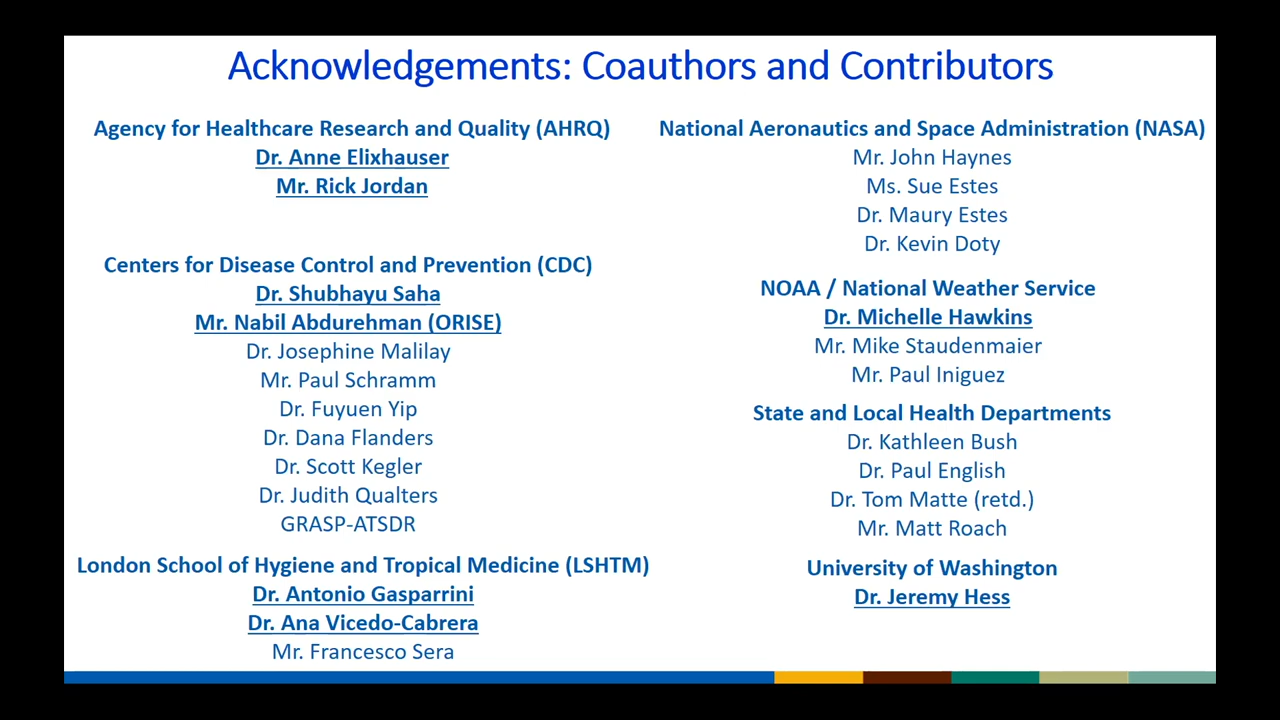 Acknowledgements: Coauthors and Contributors
Agency for Healthcare Research and Quality (AHRQ)
Dr. Anne Elixhauser
Mr. Rick Jordan
Centers for Disease Control and Prevention (CDC)
Dr. Shubhayu Saha
Mr. Nabil Abdurehman (ORISE)
Dr. Josephine Malilay
Mr. Paul Schramm
Dr. Fuyuen Yip
Dr. Dana Flanders
Dr. Scott Kegler
Dr. Judith Qualters
GRASP-ATSDR
London School of Hygiene and Tropical Medicine (LSHTM)
Dr. Antonio Gasparrini
Dr. Ana Vicedo-Cabrera
Mr. Francesco Sera
National Aeronautics and Space Administration (NASA)
Mr. John Haynes
Ms. Sue Estes
Dr. Maury Estes
Dr. Kevin Doty
NOAA / National Weather Service
Dr. Michelle Hawkins
Mr. Mike Staudenmaier
Mr. Paul Iniguez
State and Local Health Departments
Dr. Kathleen Bush
Dr. Paul English
Dr. Tom Matte (retd.)
Mr. Matt Roach
University of Washington
Dr. Jeremy Hess